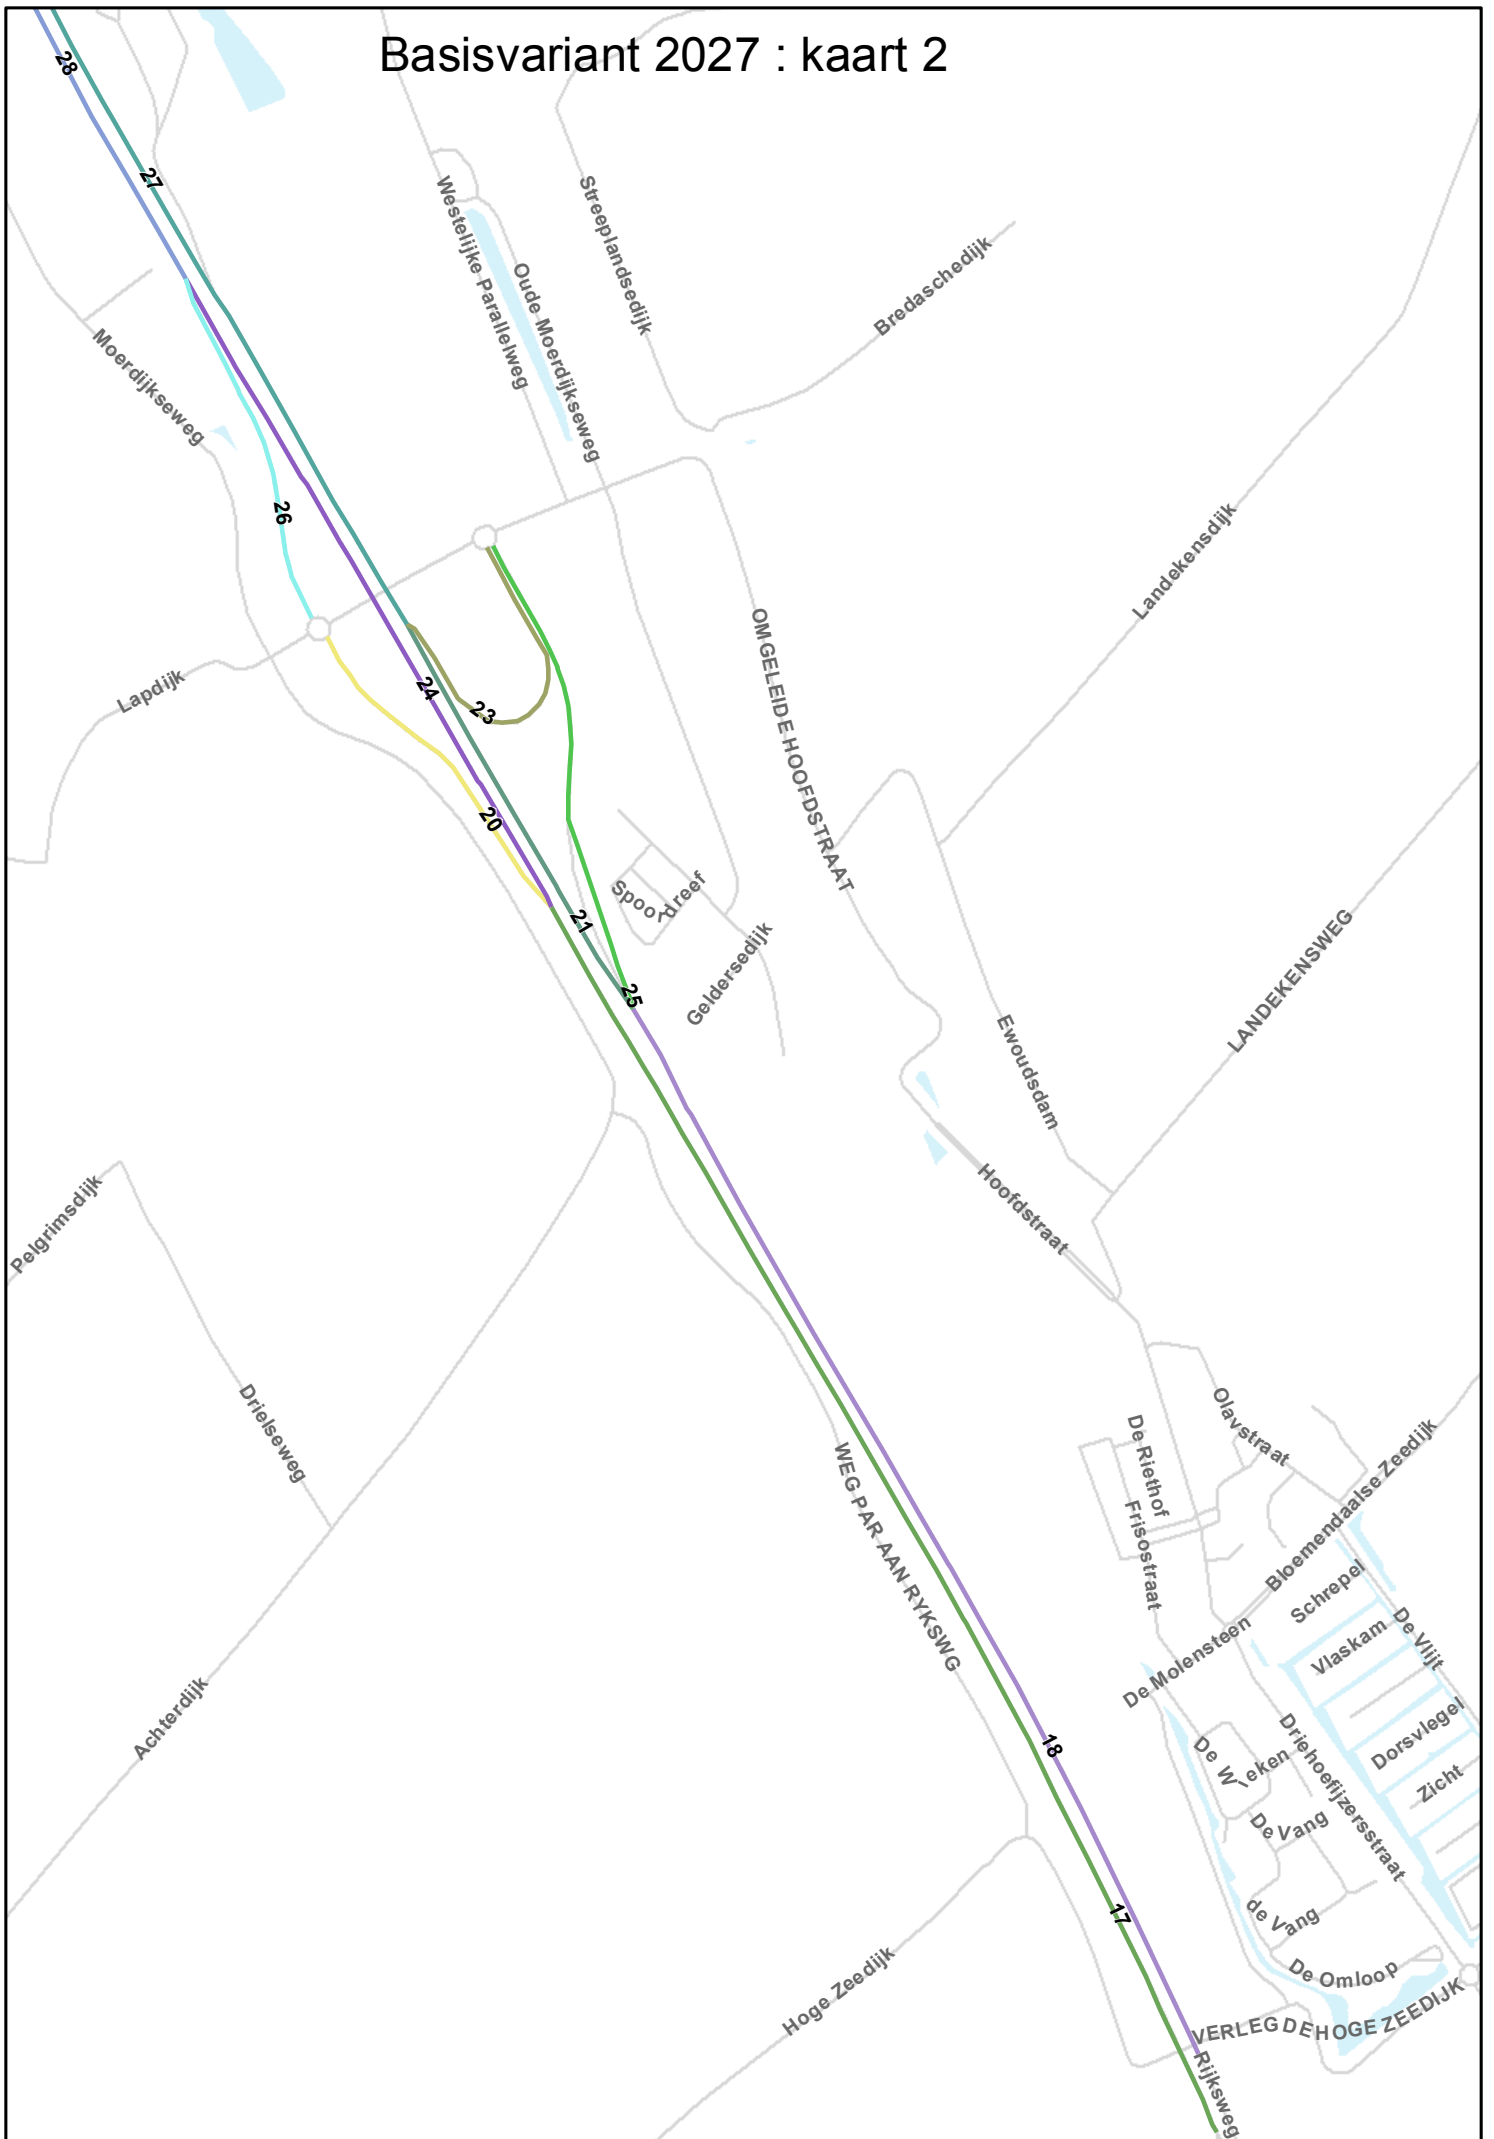 Basisvariant 2027 : kaart 2
28
27
Westelijke Parallelweg
Streeplandsedijk
Oude Moerdijkseweg
Bredaschedijk
Moerdijkseweg
26
Landekensdijk
OMGELEIDE HOOFDSTRAAT
Lapdijk
24
23
20
Spoordreef
21
Geldersedijk
LANDEKENSWEG
25
Ewoudsdam
Hoofdstraat
Pelgrimsdijk
Drielseweg
Olavstraat
De Riethof
Bloemendaalse Zeedijk
WEG PAR AAN RYKSWG
Frisostraat
Schrepel
De Vlijt
Vlaskam
De Molensteen
Achterdijk
Dorsvlegel
Driehoefijzersstraat
18
De Wieken
Zicht
De Vang
17
de Vang
De Omloop
Hoge Zeedijk
VERLEGDE HOGE ZEEDIJK
Rijksweg